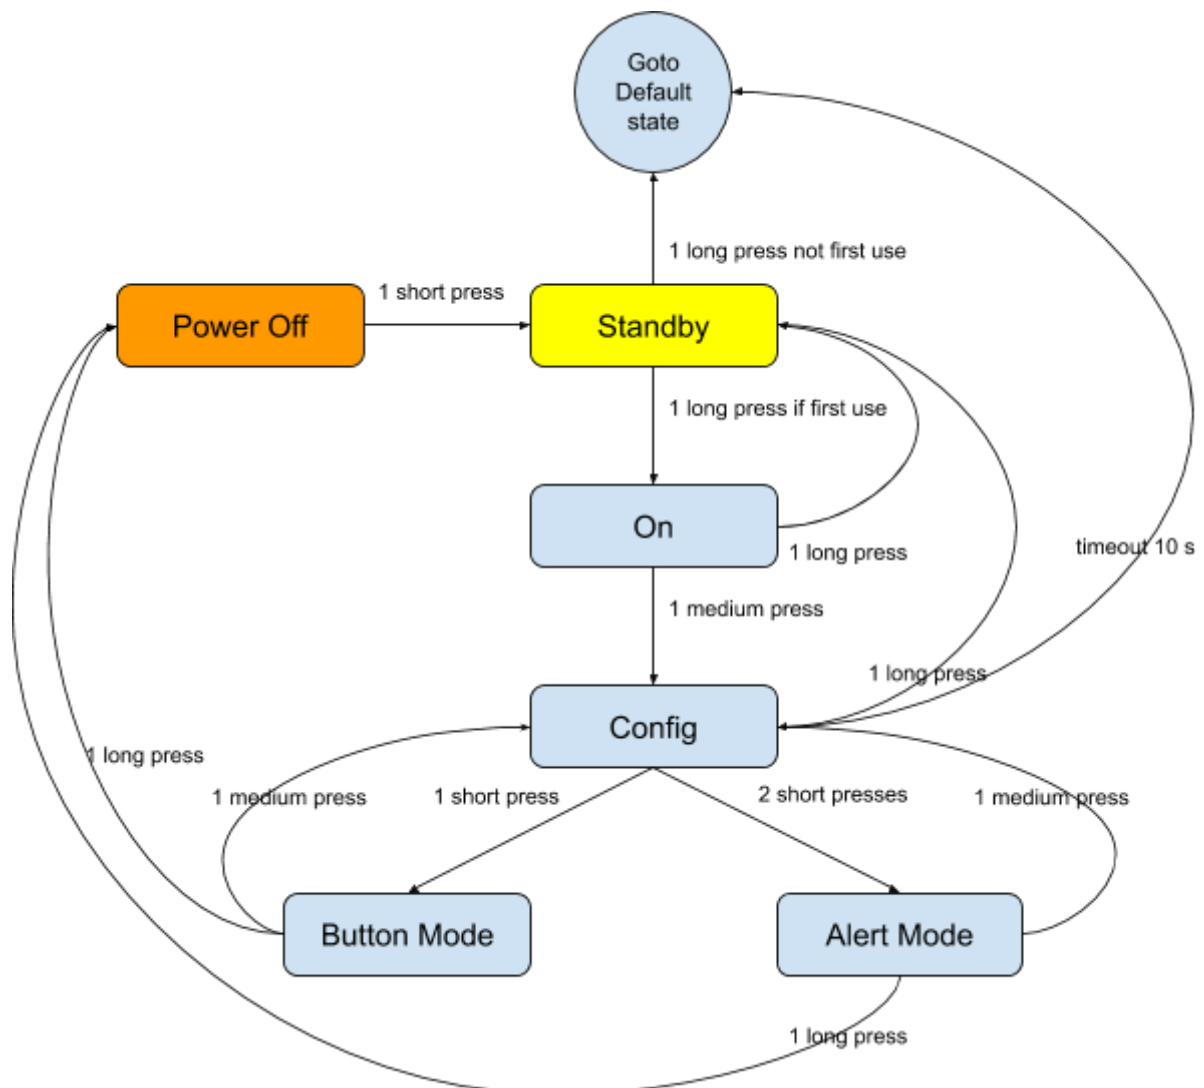 Goto
Default
state
1 long press not first use
1 short press
Power Off
Standby
1 long press if first use
On
1 long press
timeout 10 s
1 medium press
1 long press
Config
1 long press
1 medium press
1 short press
2 short presses
1 medium press
Button Mode
Alert Mode
1 long press